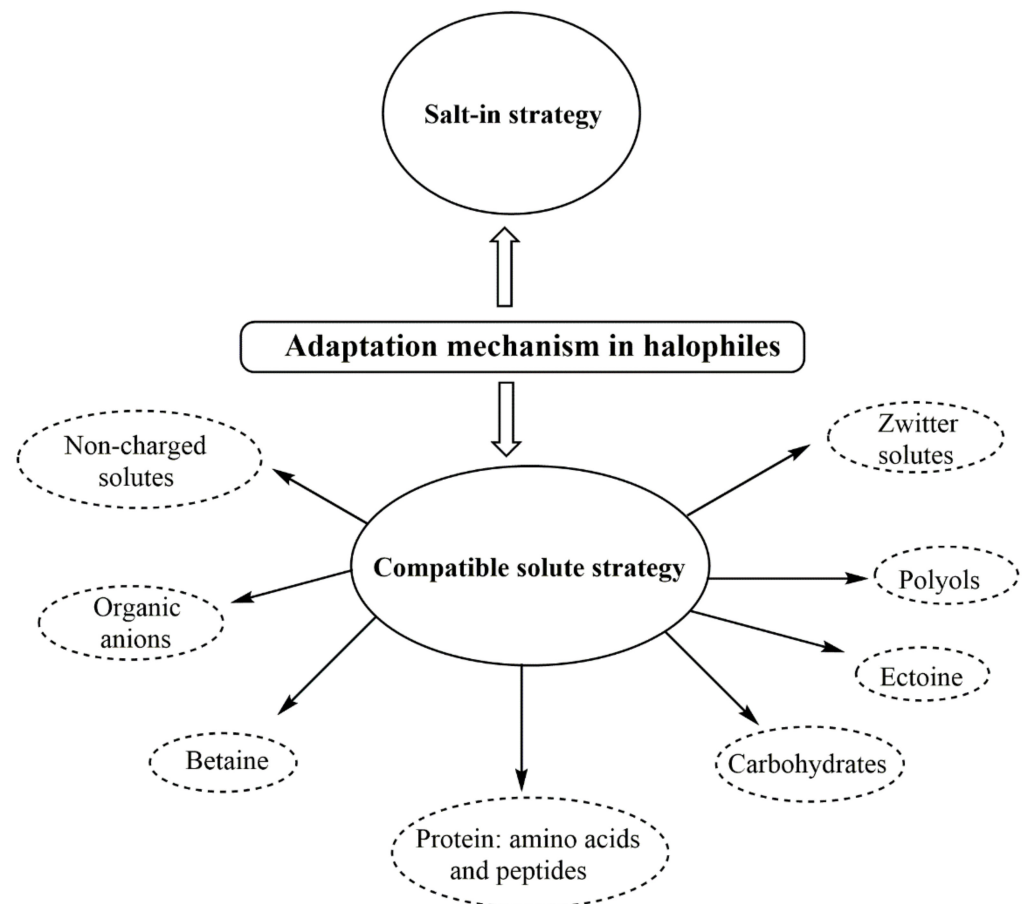 Salt-in strategy
Adaptation mechanism in halophiles
Non-charged
solutes
Zwitter
solutes
Compatible solute strategy
Polyols
Organic
anions
Ectoine
Betaine
Carbohydrates
Protein: amino acids
and peptides